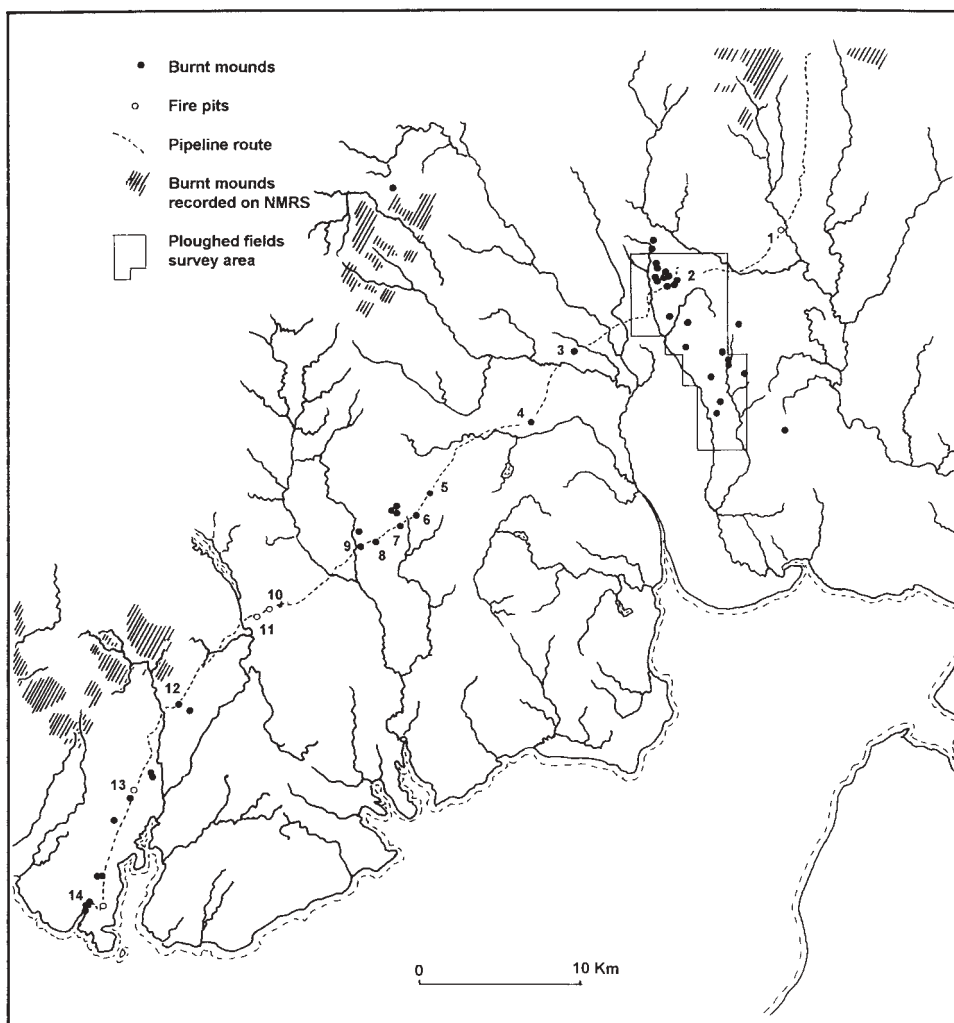 Burnt mounds
Fire pits
Pipeline route
Burnt mounds
recorded on NMRS
Ploughed fields
survey area
1
2
3
4
5
6
7
8
9
10
11
12
13
14
0 10 Km